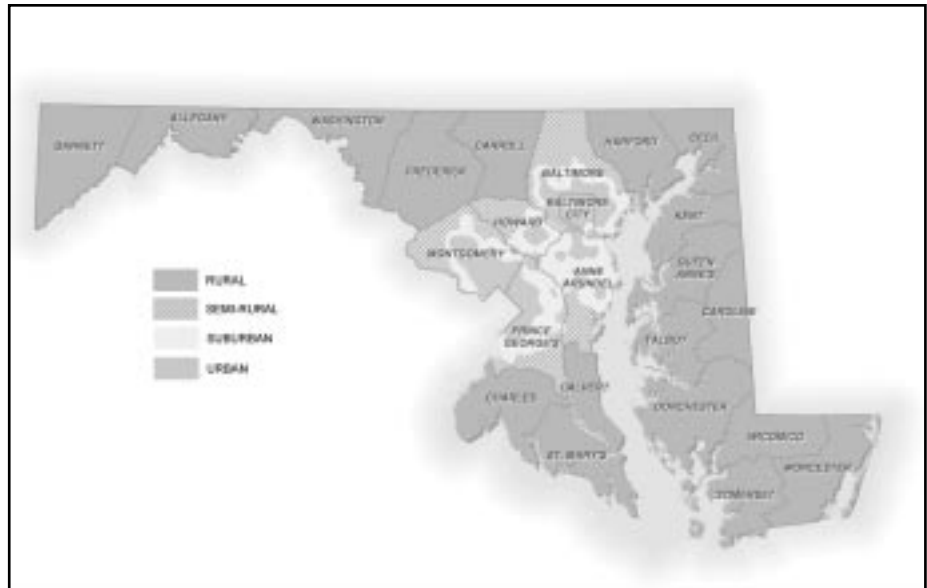 GARRETT
ALLEGANY
WASHINGTON
FREDERICK
CARROLL
BALTIMORE
HARFORD
CECIL
BALTIMORE
CITY
HOWARD
KENT
MONTGOMERY
ANNE
ARUNDEL
QUEEN
ANNES
CAROLINE
PRINCE
GEORGE'S
TALBOT
CHARLES
CALVERT
DORCHESTER
ST. MARY'S
WICOMICO
WORCESTER
SOMERSET
RURAL
SEMI-RURAL
SUBURBAN
URBAN